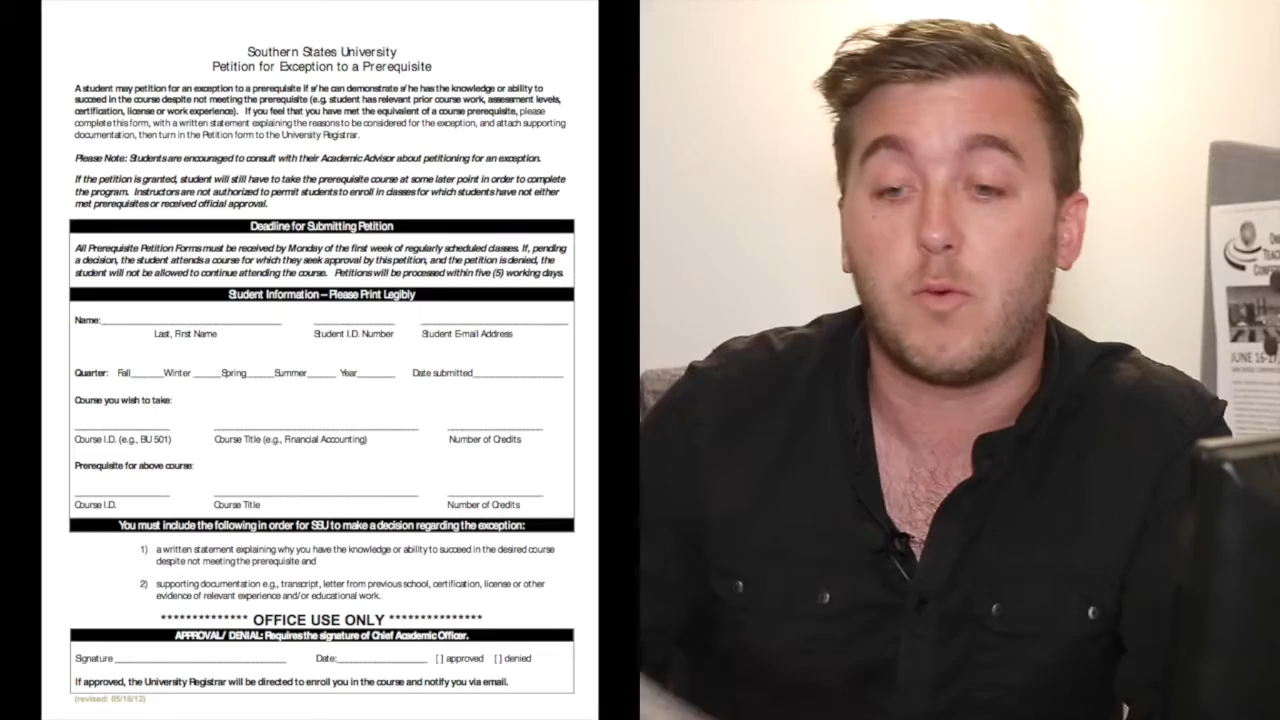 Southern States University
Petition for Exception to a Prerequisite
A student may petition for an exception to a prerequisite if s/he can demonstrate s/he has the knowledge or ability to
succeed in the course despite not meeting the prerequisite (e.g. student has relevant prior course work, assessment levels,
certification, license or work experience). If you feel that you have met the equivalent of a course prerequisite, please
complete this form, with a written statement explaining the reasons to be considered for the exception, and attach supporting
documentation, then turn in the Petition form to the University Registrar.
Please Note: Students are encouraged to consult with their Academic Advisor about petitioning for an exception.
If the petition is granted, student will still have to take the prerequisite course at some later point in order to complete
the program. Instructors are not authorized to permit students to enroll in classes for which students have not either
met prerequisites or received official approval.
Deadline for Submitting Petition
All Prerequisite Petition Forms must be received by Monday of the first week of regularly scheduled classes. If, pending
a decision, the student attends a course for which they seek approval by this petition, and the petition is denied, the
student will not be allowed to continue attending the course. Petitions will be processed within five (5) working days.
Student Information – Please Print Legibly
Name:
Last, First Name Student I.D. Number Student E-mail Address
Quarter: Fall______Winter ______Spring______Summer______ Year________ Date submitted___________________
Course you wish to take:
Course I.D. (e.g., BU 501) Course Title (e.g., Financial Accounting) Number of Credits
Prerequisite for above course:
Course I.D. Course Title Number of Credits
You must include the following in order for SSU to make a decision regarding the exception:
1) a written statement explaining why you have the knowledge or ability to succeed in the desired course
despite not meeting the prerequisite and
2) supporting documentation e.g., transcript, letter from previous school, certification, license or other
evidence of relevant experience and/or educational work.
************* OFFICE USE ONLY **************
APPROVAL/ DENIAL: Requires the signature of Chief Academic Officer.
Signature ____________________ Date:____________________ [ ] approved [ ] denied
If approved, the University Registrar will be directed to enroll you in the course and notify you via email.
(revised: 05/16/12)
JUNE 16-17